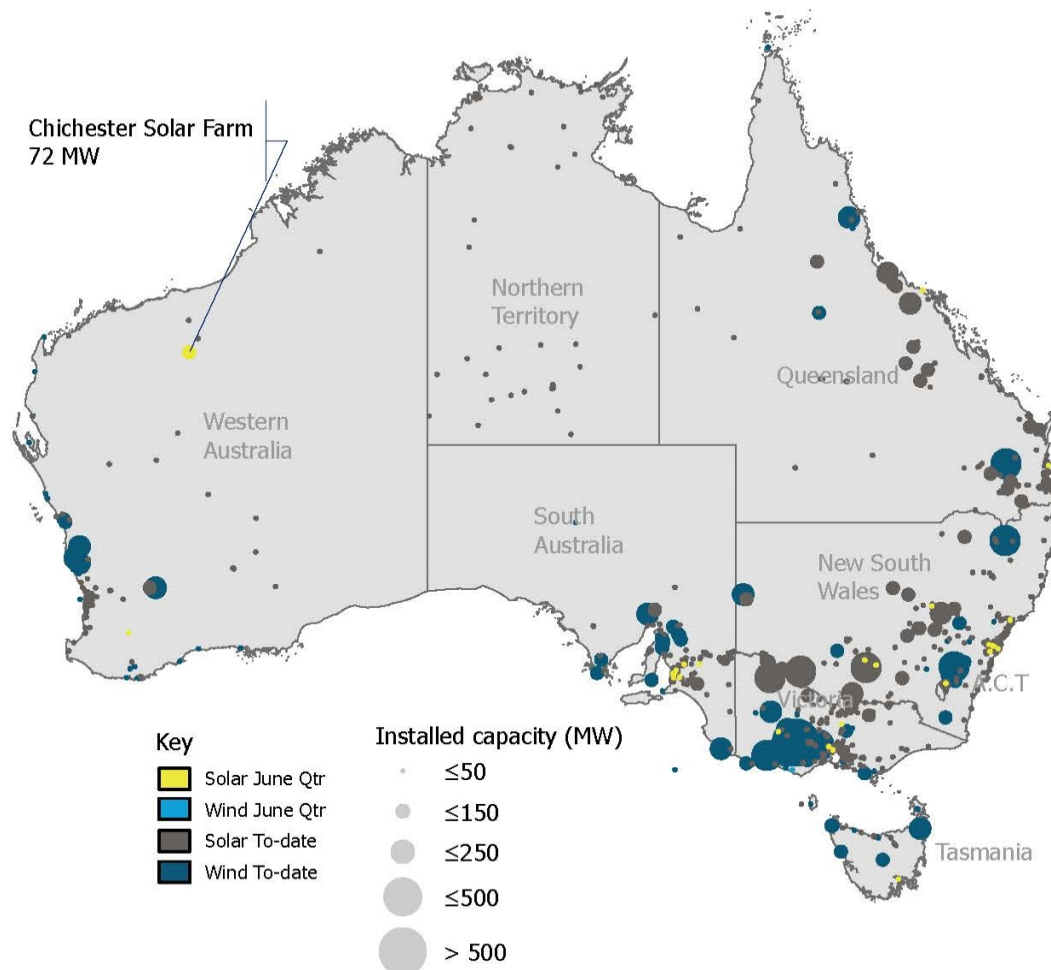 Chichester Solar Farm
72 MW
Northern
Territory
Queensland
Western
Australia
South
Australia
New South
Wales
A.C.T
Victoria
Tasmania
Key
Solar June Qtr
Wind June Qtr
Solar To-date
Wind To-date
Installed capacity (MW)
≤50
≤150
≤250
≤500
> 500